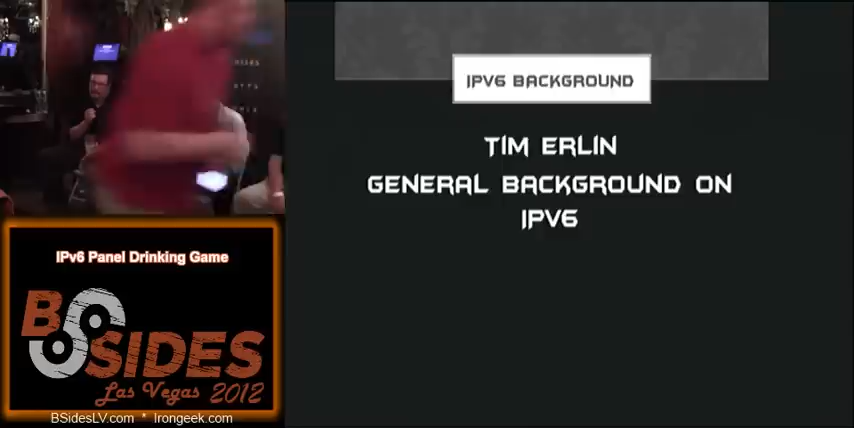 IPV6 BACKGROUND
TIM ERLIN
GENERAL BACKGROUND ON
IPV6
IPv6 Panel Drinking Game
BSIDES
Las Vegas 2012
BSidesLV.com * Irongeek.com